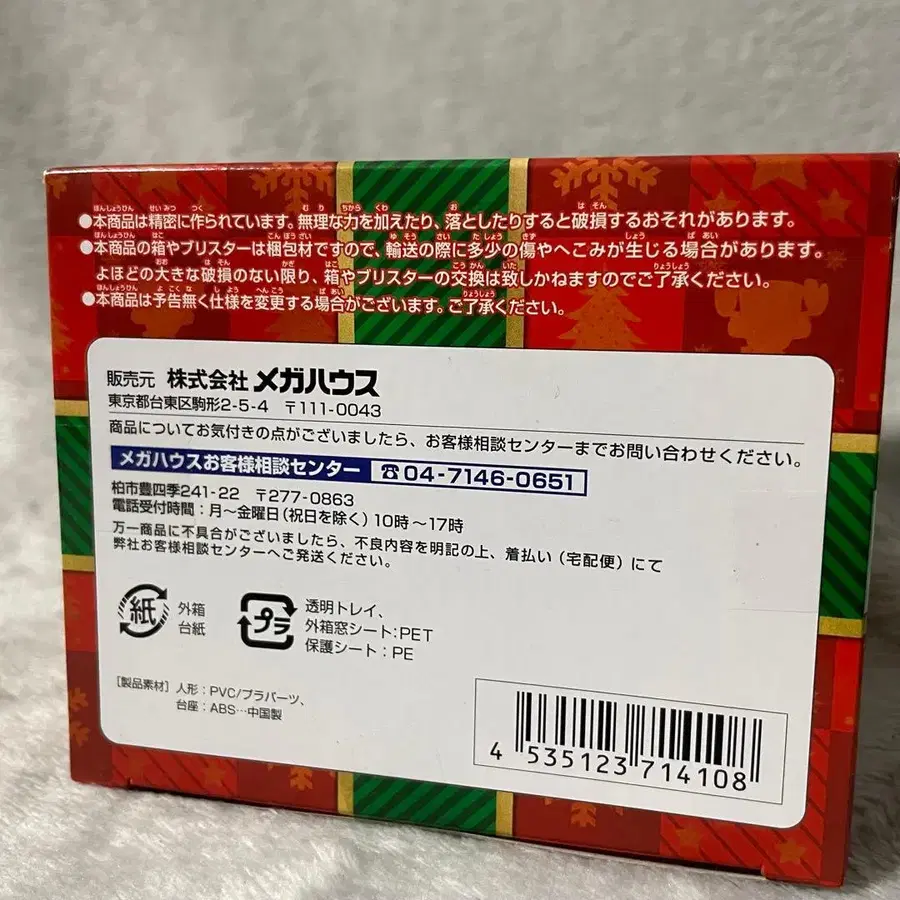 ●本商品は精密に作られています。無理な力を加えたり、落としたりすると破損するおそれがあります。
●本商品の箱やブリスターは梱包材ですので、輸送の際に多少の傷やへこみが生じる場合があります。
よほどの大きな破損のない限り、箱やブリスターの交換は致しかねますのでご了承ください。
●本商品は予告無く仕様を変更する場合がございます。ご了承ください。
販売元 株式会社 メガハウス
東京都台東区駒形2-5-4 〒111-0043
商品についてお気付きの点がございましたら、お客様相談センターまでお問い合わせください。
メガハウスお客様相談センター ☎04-7146-0651
柏市豊四季241-22 〒277-0863
電話受付時間：月～金曜日(祝日を除く) 10時～17時
万一商品に不具合がございましたら、不良内容を明記の上、着払い（宅配便）にて
弊社お客様相談センターへご発送ください。
紙 外箱
台紙
プラ 透明トレイ、
外箱窓シート：PET
保護シート：PE
［製品素材］人形：PVC/プラパーツ、
台座：ABS…中国製
4 535123 714108